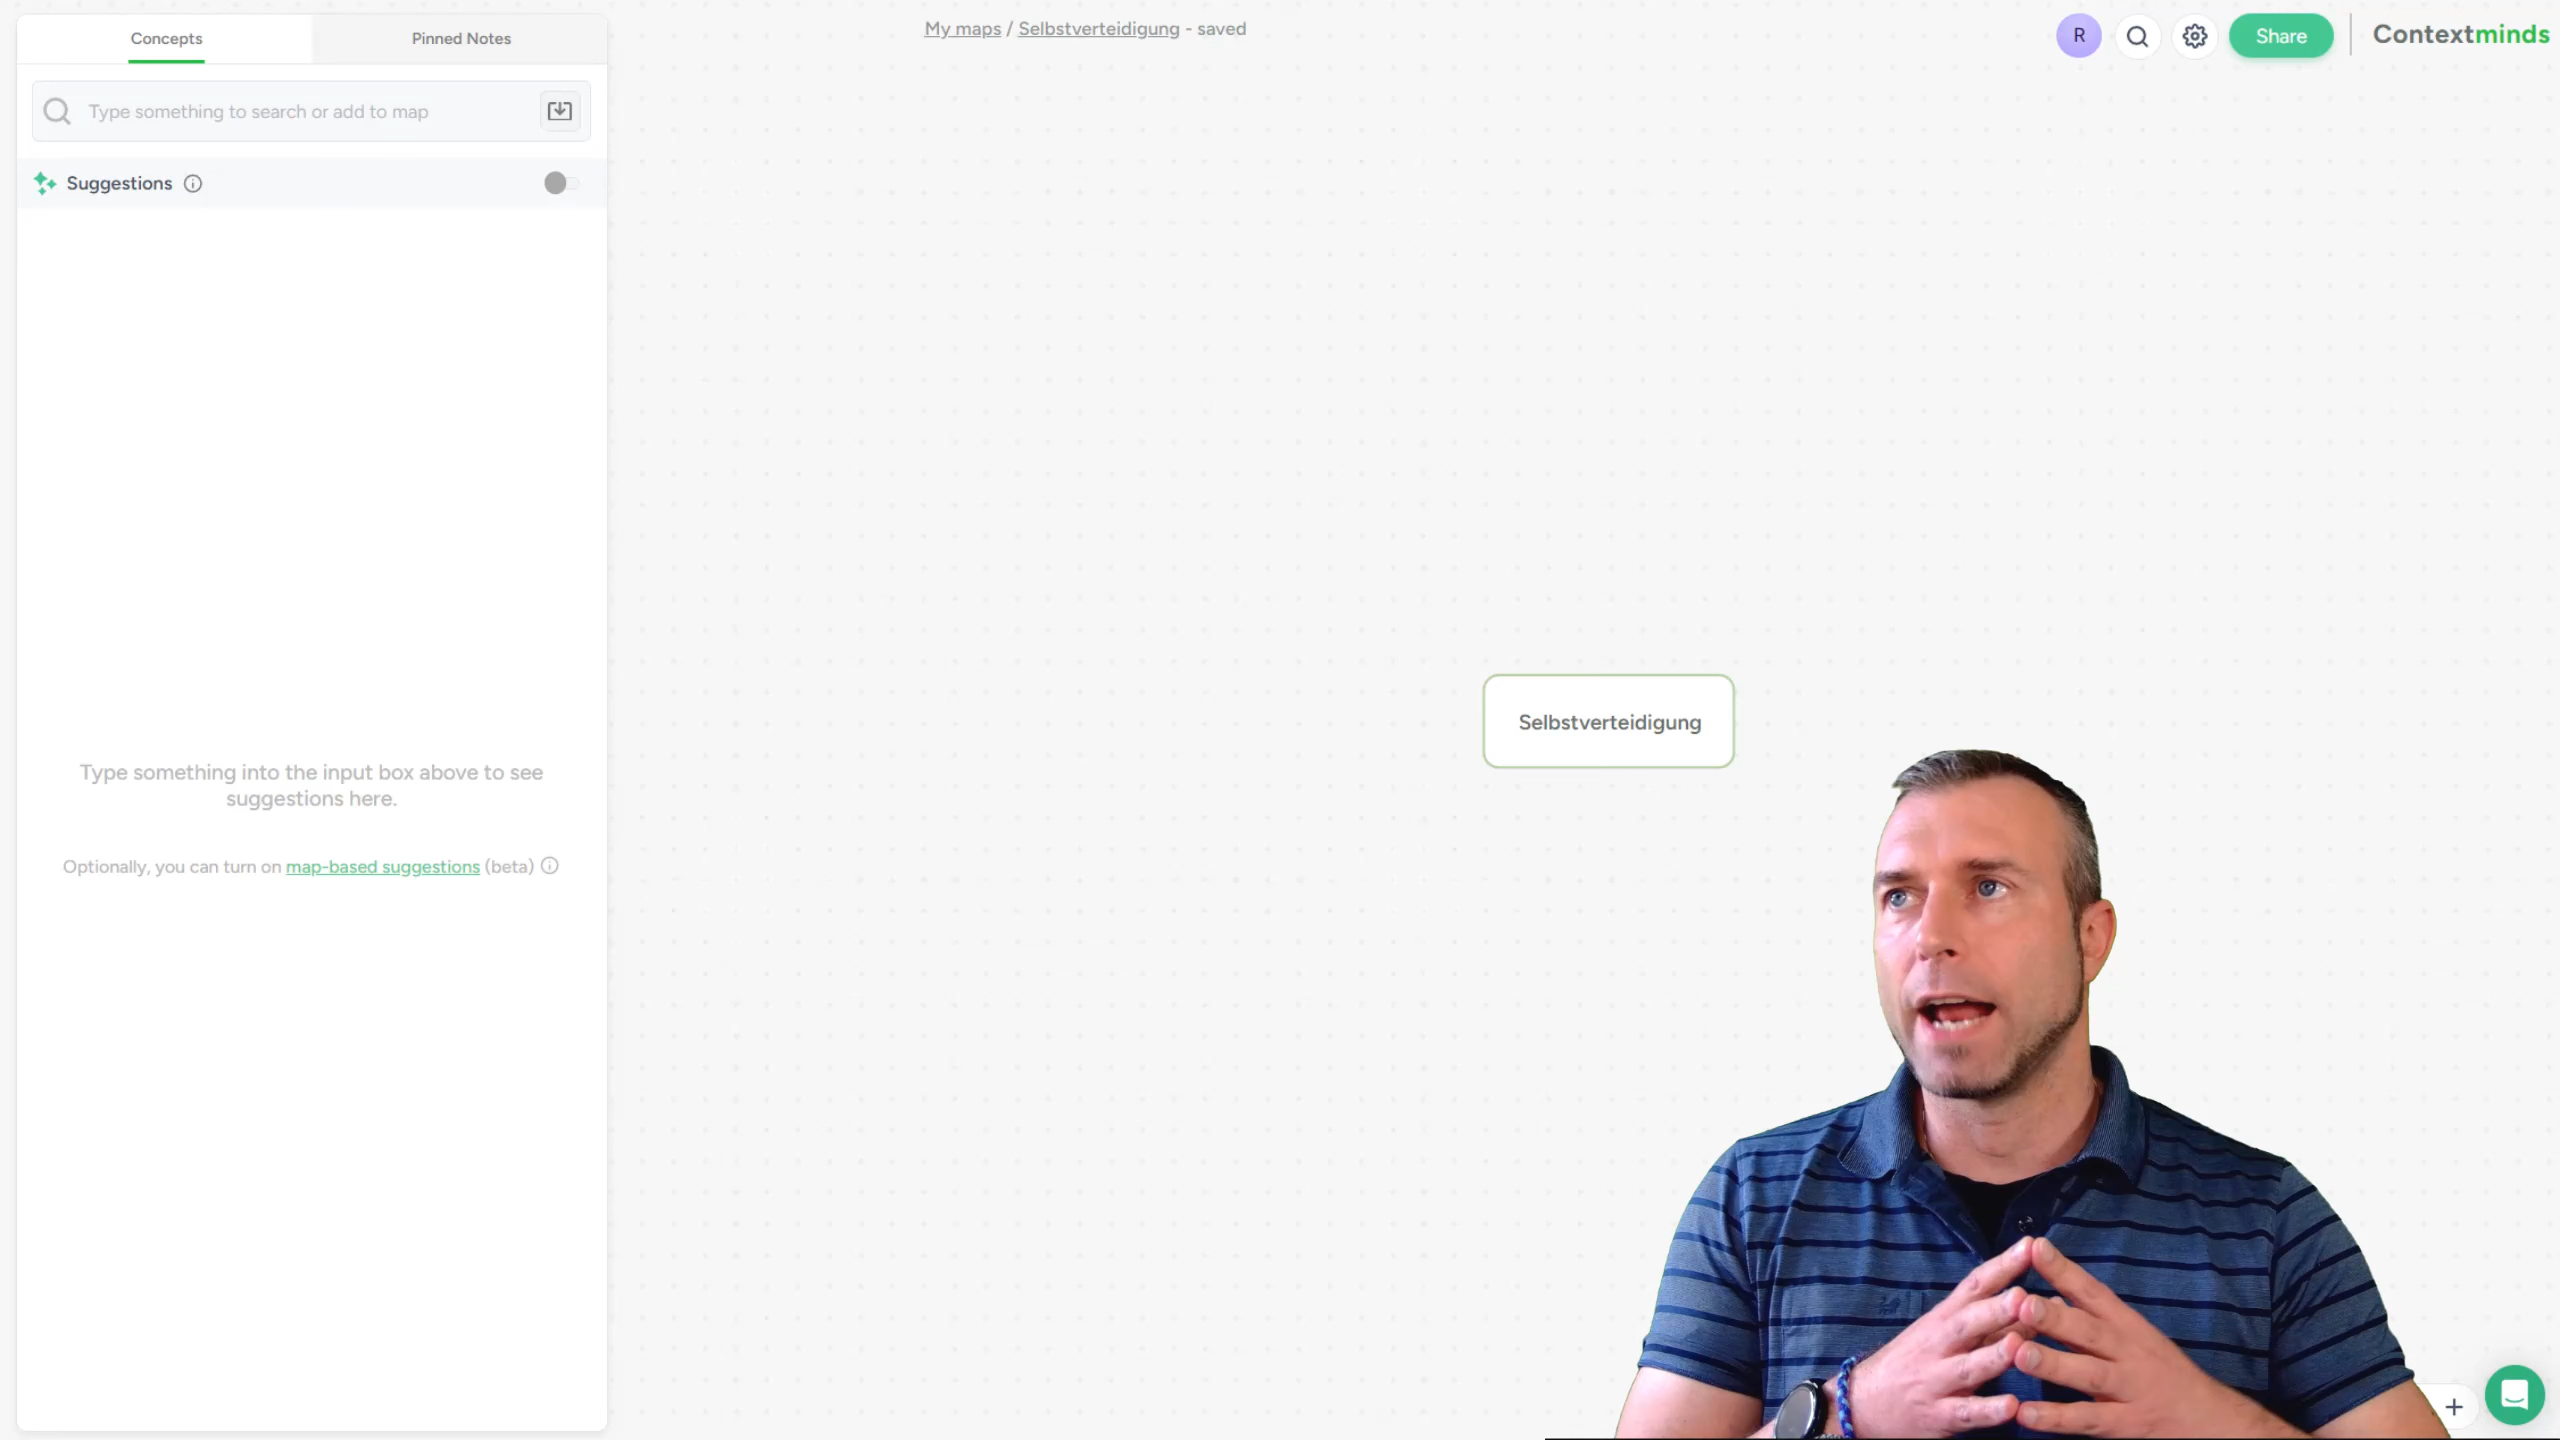 Concepts
Pinned Notes
My maps / Selbstverteidigung - saved
R
Share
Contextminds
Type something to search or add to map
Suggestions
Selbstverteidigung
Type something into the input box above to see
suggestions here.
Optionally, you can turn on map-based suggestions (beta)